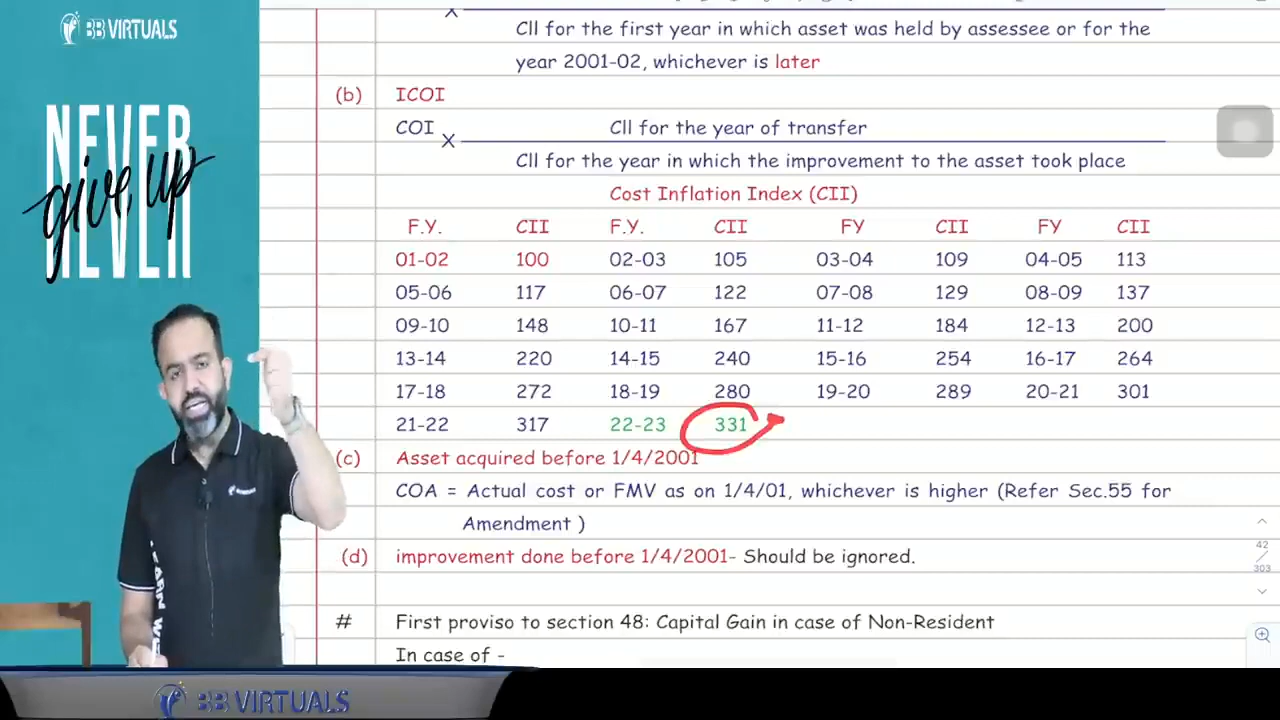 BB VIRTUALS
NEVER
give up
NEVER
X
CII for the first year in which asset was held by assessee or for the
year 2001-02, whichever is later
(b) ICOI
COI X CII for the year of transfer
CII for the year in which the improvement to the asset took place
Cost Inflation Index (CII)
F.Y. CII F.Y. CII FY CII FY CII
01-02 100 02-03 105 03-04 109 04-05 113
05-06 117 06-07 122 07-08 129 08-09 137
09-10 148 10-11 167 11-12 184 12-13 200
13-14 220 14-15 240 15-16 254 16-17 264
17-18 272 18-19 280 19-20 289 20-21 301
21-22 317 22-23 331
(c) Asset acquired before 1/4/2001
COA = Actual cost or FMV as on 1/4/01, whichever is higher (Refer Sec.55 for
Amendment )
(d) improvement done before 1/4/2001- Should be ignored.
42
303
# First proviso to section 48: Capital Gain in case of Non-Resident
In case of -
BB VIRTUALS